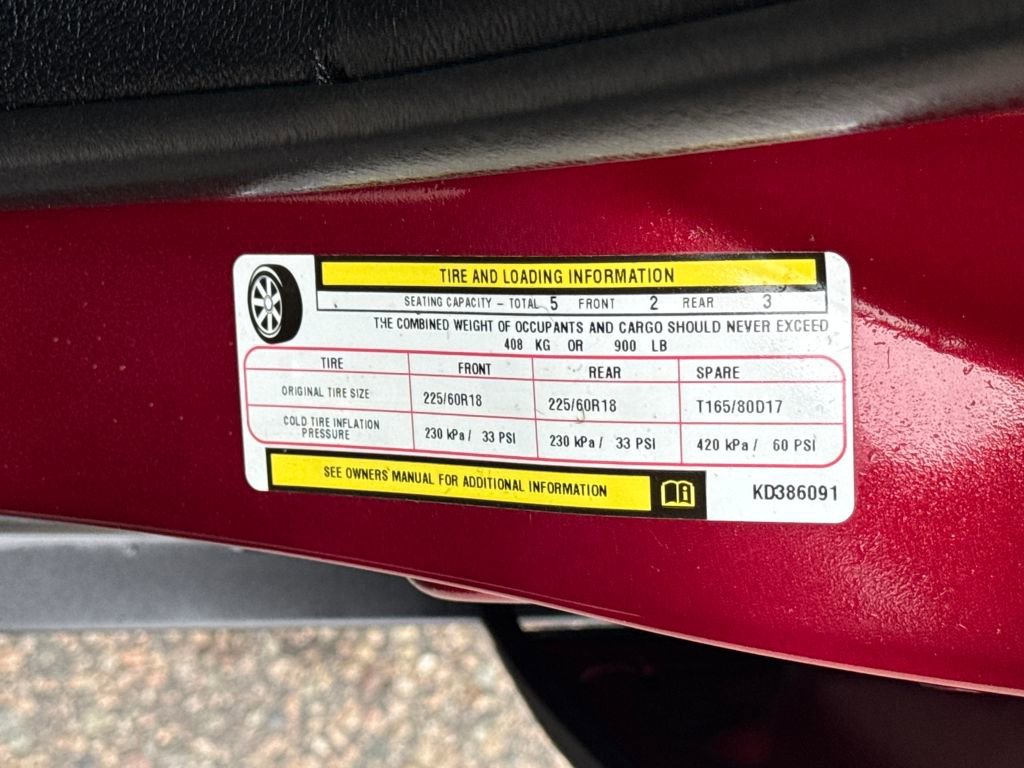 TIRE AND LOADING INFORMATION
SEATING CAPACITY – TOTAL 5 FRONT 2 REAR 3
THE COMBINED WEIGHT OF OCCUPANTS AND CARGO SHOULD NEVER EXCEED
408 KG OR 900 LB
TIRE FRONT REAR SPARE
ORIGINAL TIRE SIZE 225/60R18 225/60R18 T165/80D17
COLD TIRE INFLATION
PRESSURE 230 kPa / 33 PSI 230 kPa / 33 PSI 420 kPa / 60 PSI
SEE OWNERS MANUAL FOR ADDITIONAL INFORMATION
KD386091